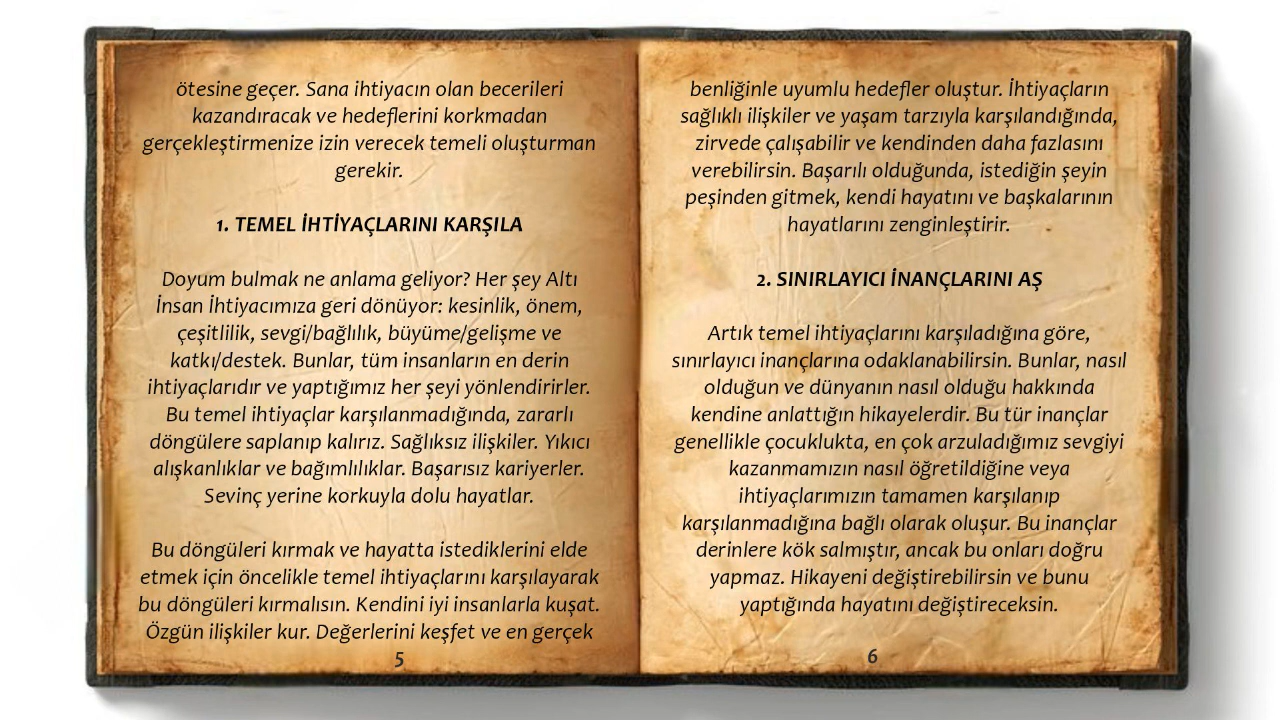 ötesine geçer. Sana ihtiyacın olan becerileri
kazandıracak ve hedeflerini korkmadan
gerçekleştirmenize izin verecek temeli oluşturman
gerekir.
1. TEMEL İHTİYAÇLARINI KARŞILA
Doyum bulmak ne anlama geliyor? Her şey Altı
İnsan İhtiyacımıza geri dönüyor: kesinlik, önem,
çeşitlilik, sevgi/bağlılık, büyüme/gelişme ve
katkı/destek. Bunlar, tüm insanların en derin
ihtiyaçlarıdır ve yaptığımız her şeyi yönlendirirler.
Bu temel ihtiyaçlar karşılanmadığında, zararlı
döngülere saplanıp kalırız. Sağlıksız ilişkiler. Yıkıcı
alışkanlıklar ve bağımlılıklar. Başarısız kariyerler.
Sevinç yerine korkuyla dolu hayatlar.
Bu döngüleri kırmak ve hayatta istediklerini elde
etmek için öncelikle temel ihtiyaçlarını karşılayarak
bu döngüleri kırmalısın. Kendini iyi insanlarla kuşat.
Özgün ilişkiler kur. Değerlerini keşfet ve en gerçek
5
benliğinle uyumlu hedefler oluştur. İhtiyaçların
sağlıklı ilişkiler ve yaşam tarzıyla karşılandığında,
zirvede çalışabilir ve kendinden daha fazlasını
verebilirsin. Başarılı olduğunda, istediğin şeyin
peşinden gitmek, kendi hayatını ve başkalarının
hayatlarını zenginleştirir.
2. SINIRLAYICI İNANÇLARINI AŞ
Artık temel ihtiyaçlarını karşıladığına göre,
sınırlayıcı inançlarına odaklanabilirsin. Bunlar, nasıl
olduğun ve dünyanın nasıl olduğu hakkında
kendine anlattığın hikayelerdir. Bu tür inançlar
genellikle çocuklukta, en çok arzuladığımız sevgiyi
kazanmamızın nasıl öğretildiğine veya
ihtiyaçlarımızın tamamen karşılanıp
karşılanmadığına bağlı olarak oluşur. Bu inançlar
derinlere kök salmıştır, ancak bu onları doğru
yapmaz. Hikayeni değiştirebilirsin ve bunu
yaptığında hayatını değiştireceksin.
6